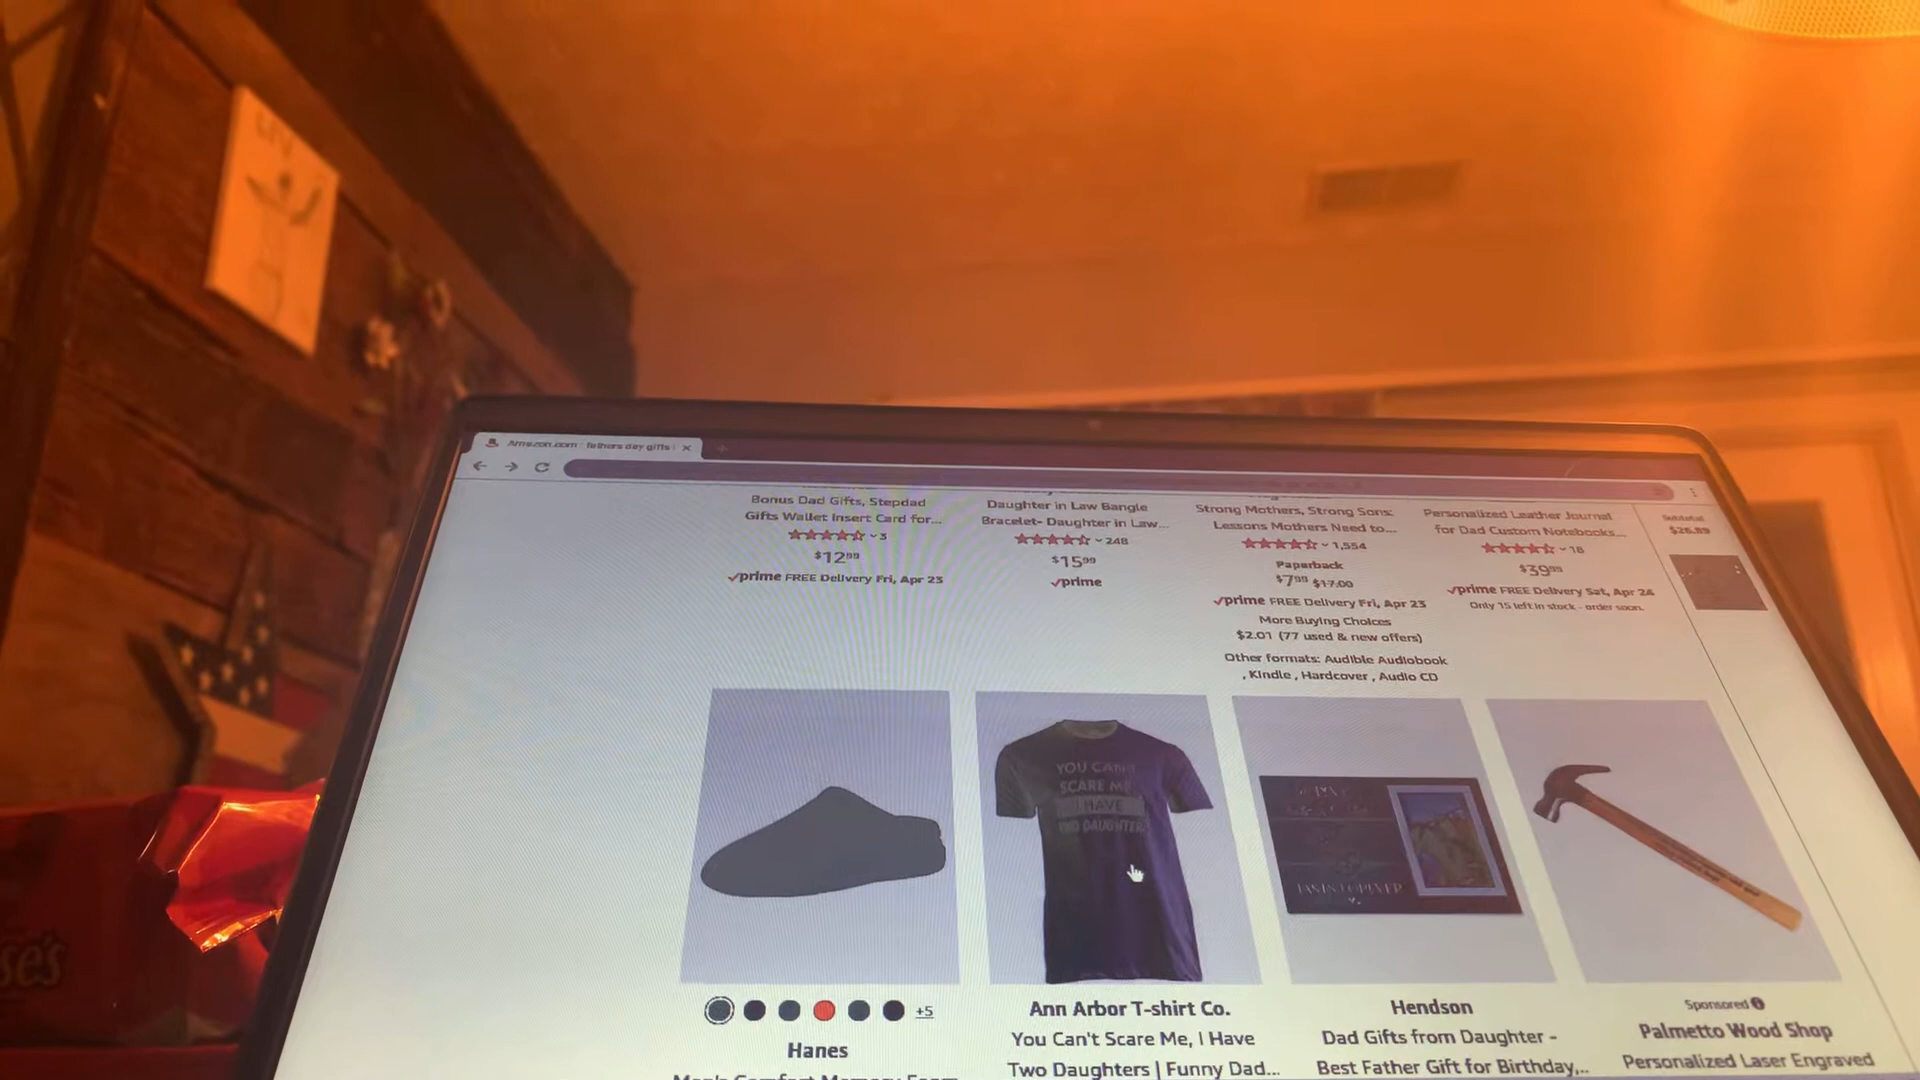 Amazon.com : fathers day gifts
Bonus Dad Gifts, Stepdad
Gifts Wallet Insert Card for...
3
$12⁹⁹
prime FREE Delivery Fri, Apr 23
Daughter in Law Bangle
Bracelet- Daughter in Law...
248
$15⁹⁹
prime
Strong Mothers, Strong Sons:
Lessons Mothers Need to...
1,554
Paperback
$7⁹⁹ $17.00
prime FREE Delivery Fri, Apr 23
More Buying Choices
$2.01 (77 used & new offers)
Other formats: Audible Audiobook
, Kindle , Hardcover , Audio CD
Personalized Leather Journal
for Dad Custom Notebooks...
18
$39⁹⁹
prime FREE Delivery Sat, Apr 24
Only 15 left in stock - order soon.
Subtotal
$26.89
YOU CAN'T
SCARE ME
I HAVE
TWO DAUGHTERS
+5
Hanes
Ann Arbor T-shirt Co.
You Can't Scare Me, I Have
Two Daughters | Funny Dad...
Hendson
Dad Gifts from Daughter -
Best Father Gift for Birthday,...
Sponsored
Palmetto Wood Shop
Personalized Laser Engraved